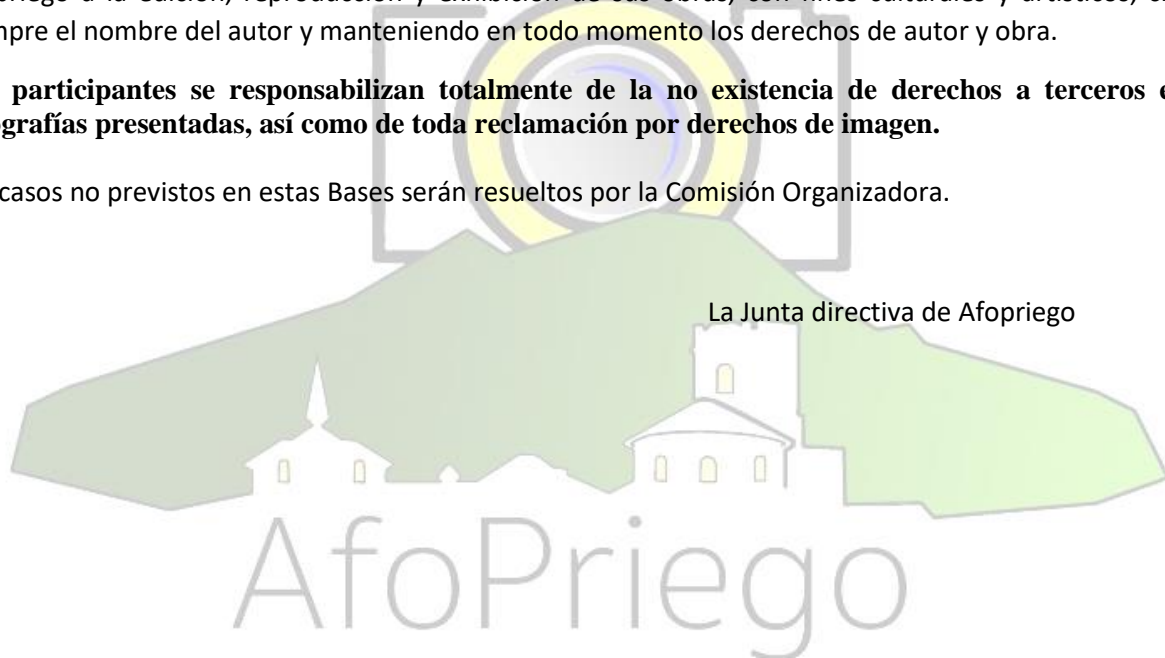 priego a la edición, reproducción y exhibición de sus obras, con fines culturales y artísticos,
mpre el nombre del autor y manteniendo en todo momento los derechos de autor y obra.
participantes se responsabilizan totalmente de la no existencia de derechos a terceros e
ografías presentadas, así como de toda reclamación por derechos de imagen.
casos no previstos en estas Bases serán resueltos por la Comisión Organizadora.
La Junta directiva de Afopriego
AfoPriego